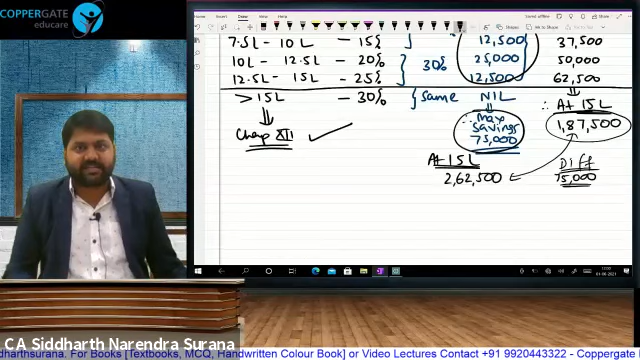 COPPERGATE
educare
7.5L - 10L - 15% 12,500 37,500
10L - 12.5L - 20% 30% 25,000 50,000
12.5L - 15L - 25% 12,500 62,500
> 15L - 30% Same NIL ∴ At 15L
Chap XII ✓ ∴ Max Savings 75,000 1,87,500
At 15L Diff
2,62,500 75,000
CA Siddharth Narendra Surana
dharthsurana. For Books [Textbooks, MCQ, Handwritten Colour Book] or Video Lectures Contact +91 9920443322 - Coppergate